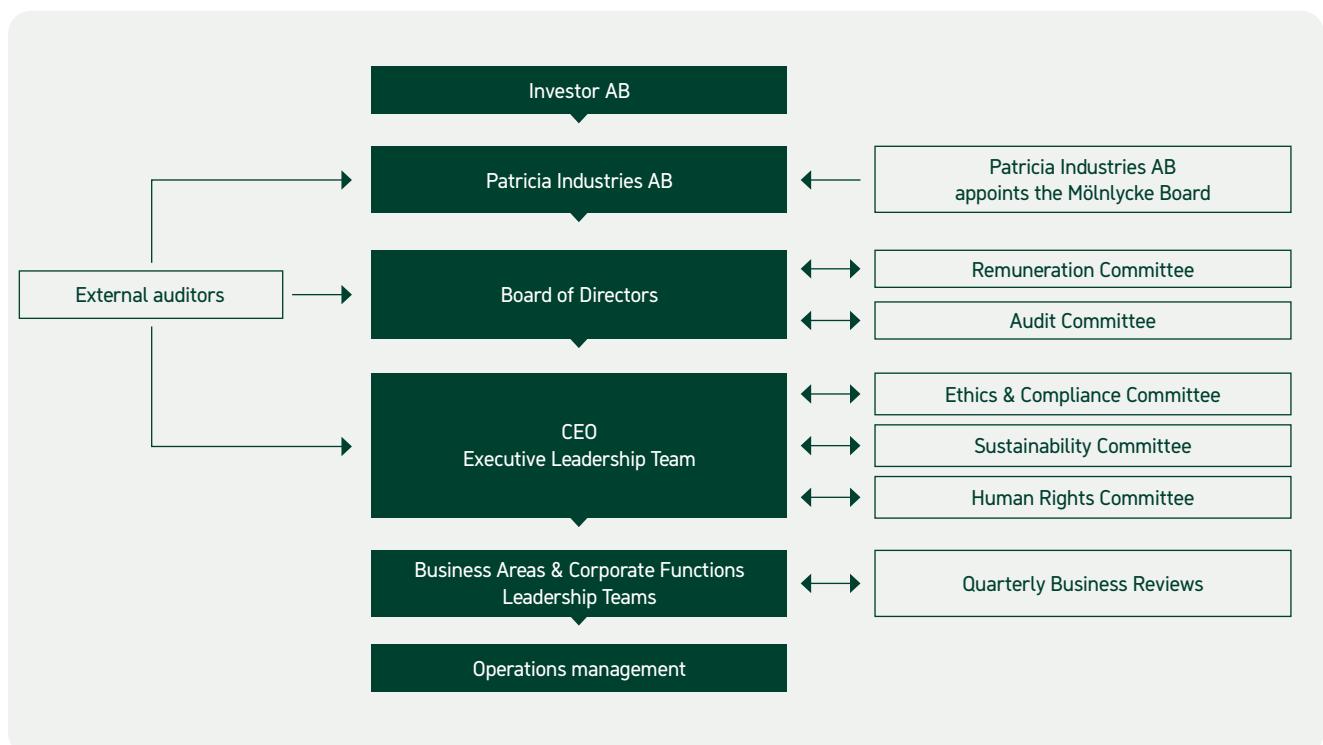 Investor AB
Patricia Industries AB
Patricia Industries AB
appoints the Mölnlycke Board
External auditors
Board of Directors
Remuneration Committee
Audit Committee
CEO
Executive Leadership Team
Ethics & Compliance Committee
Sustainability Committee
Human Rights Committee
Business Areas & Corporate Functions
Leadership Teams
Quarterly Business Reviews
Operations management